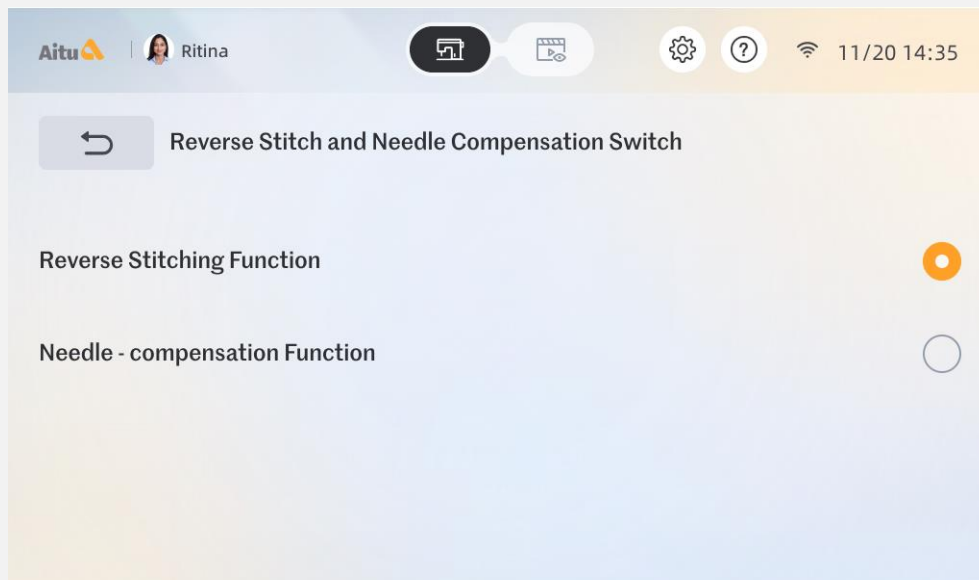 Aitu
Ritina
? 11/20 14:35
Reverse Stitch and Needle Compensation Switch
Reverse Stitching Function
Needle - compensation Function